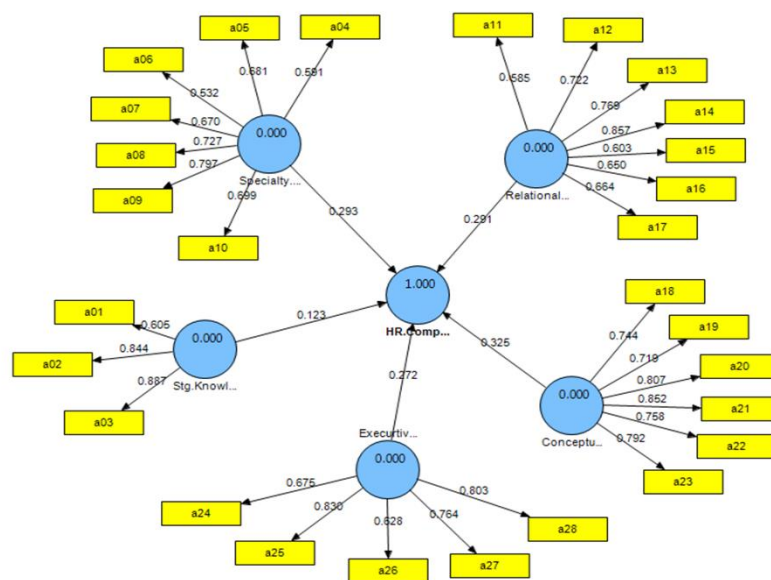 a05
a04
a06
0.681
0.591
0.532
a07
0.670
0.000
a08
0.727
0.797
Specialty....
a09
0.699
a10
0.293
a11
a12
0.585
0.722
a13
0.769
a14
0.857
0.000
0.603
a15
0.650
a16
Relational...
0.664
a17
0.291
1.000
HR.Comp...
a01
0.605
0.000
a02
0.844
0.887
Stg.Knowl...
a03
0.123
a18
0.744
a19
0.719
a20
0.807
0.000
0.852
a21
0.758
a22
Conceptu...
0.792
a23
0.325
0.272
Execurtiv...
0.000
a24
0.675
0.803
a28
0.830
0.764
a25
0.628
a27
a26